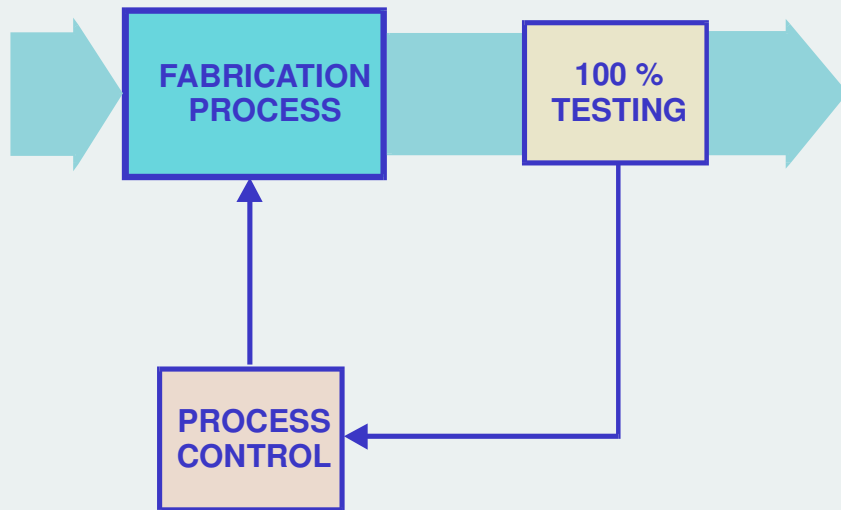 FABRICATION
PROCESS
100 %
TESTING
PROCESS
CONTROL